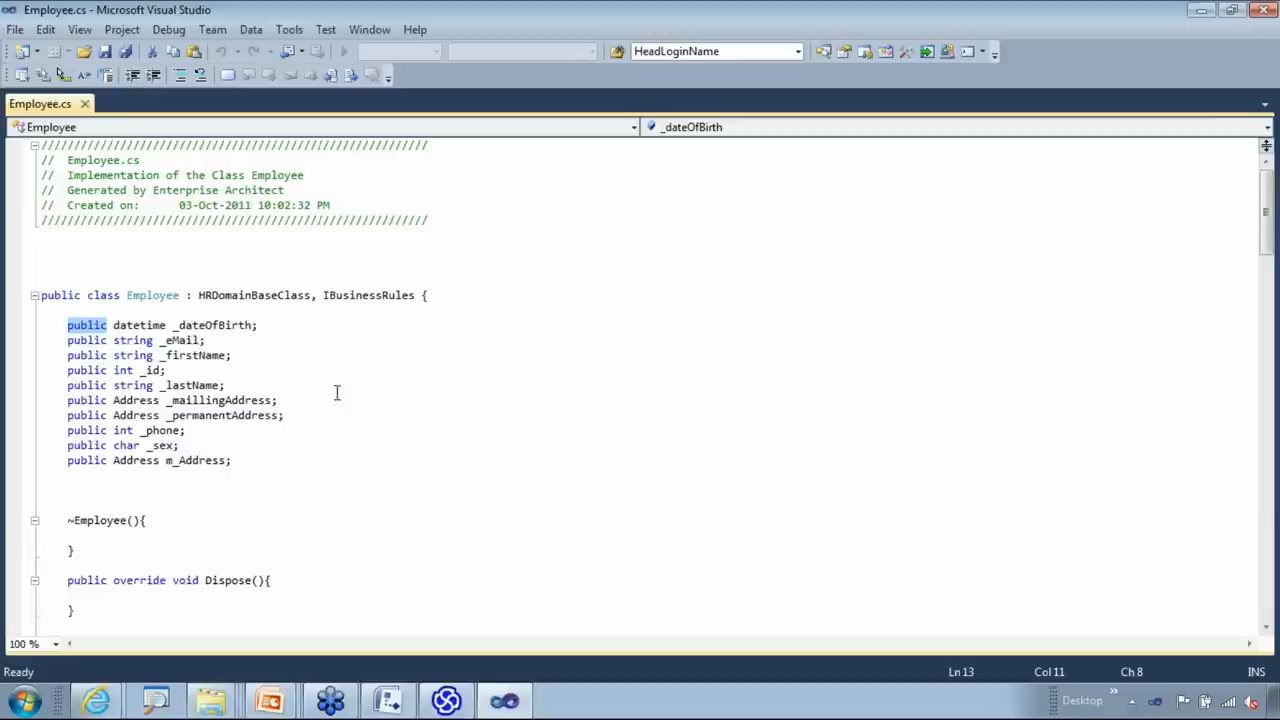 Employee.cs - Microsoft Visual Studio
File Edit View Project Debug Team Data Tools Test Window Help
HeadLoginName
Employee.cs
Employee
_dateOfBirth
////////////////////////////////////////////////////////////
// Employee.cs
// Implementation of the Class Employee
// Generated by Enterprise Architect
// Created on: 03-Oct-2011 10:02:32 PM
////////////////////////////////////////////////////////////
public class Employee : HRDomainBaseClass, IBusinessRules {
public datetime _dateOfBirth;
public string _eMail;
public string _firstName;
public int _id;
public string _lastName;
public Address _maillingAddress;
public Address _permanentAddress;
public int _phone;
public char _sex;
public Address m_Address;
~Employee(){
}
public override void Dispose(){
}
100 %
Ready Ln 13 Col 11 Ch 8 INS
Desktop